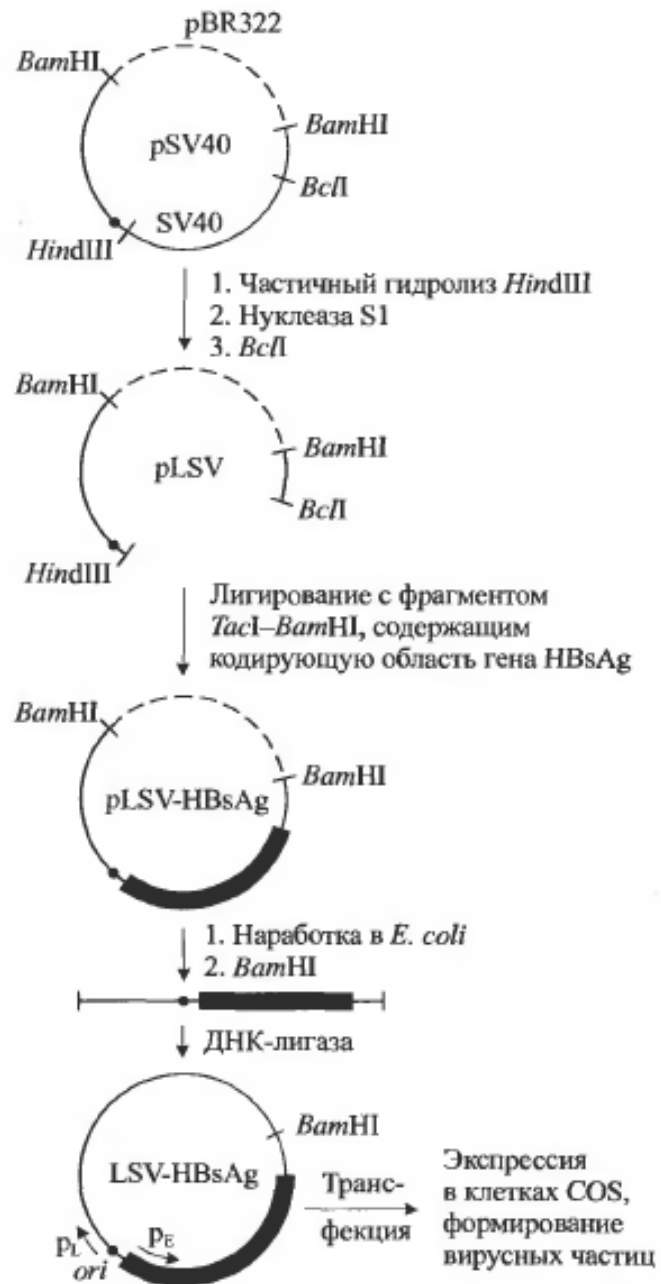 pBR322
BamHI
BamHI
pSV40
BclI
SV40
HindIII
1. Частичный гидролиз HindIII
2. Нуклеаза S1
3. BclI
BamHI
BamHI
pLSV
BclI
HindIII
Лигирование с фрагментом
TacI–BamHI, содержащим
кодирующую область гена HBsAg
BamHI
BamHI
pLSV-HBsAg
1. Наработка в E. coli
2. BamHI
ДНК-лигаза
BamHI
LSV-HBsAg
Транс-
фекция
Экспрессия
в клетках COS,
формирование
вирусных частиц
pL
pE
ori